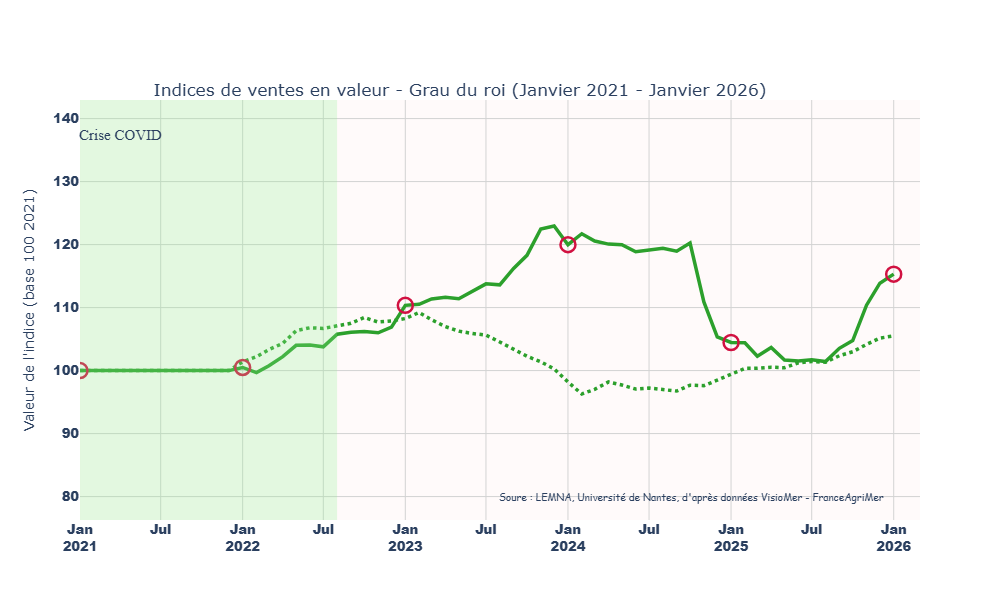 Indices de ventes en valeur - Grau du roi (Janvier 2021 - Janvier 2026)
140
Crise COVID
130
120
110
100
90
80
Valeur de l'indice (base 100 2021)
Soure : LEMNA, Université de Nantes, d'après données VisioMer - FranceAgriMer
Jan Jul Jan Jul Jan Jul Jan Jul Jan Jul Jan
2021 2022 2023 2024 2025 2026